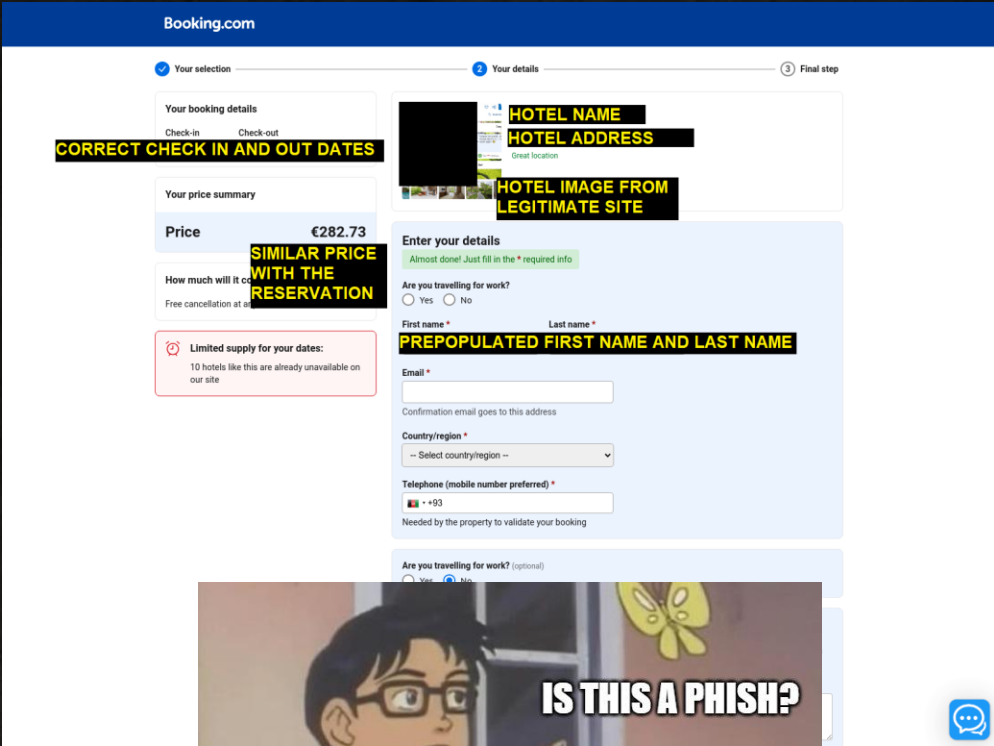 Booking.com
Your selection
2 Your details
3 Final step
Your booking details
Check-in Check-out
CORRECT CHECK IN AND OUT DATES
Your price summary
Price €282.73
SIMILAR PRICE
WITH THE
RESERVATION
How much will it
Free cancellation at
Limited supply for your dates:
10 hotels like this are already unavailable on
our site
HOTEL NAME
HOTEL ADDRESS
Great location
HOTEL IMAGE FROM
LEGITIMATE SITE
Enter your details
Almost done! Just fill in the * required info
Are you travelling for work?
Yes No
First name * Last name *
PREPOPULATED FIRST NAME AND LAST NAME
Email *
Confirmation email goes to this address
Country/region *
-- Select country/region --
Telephone (mobile number preferred) *
+93
Needed by the property to validate your booking
Are you travelling for work? (optional)
Yes No
IS THIS A PHISH?